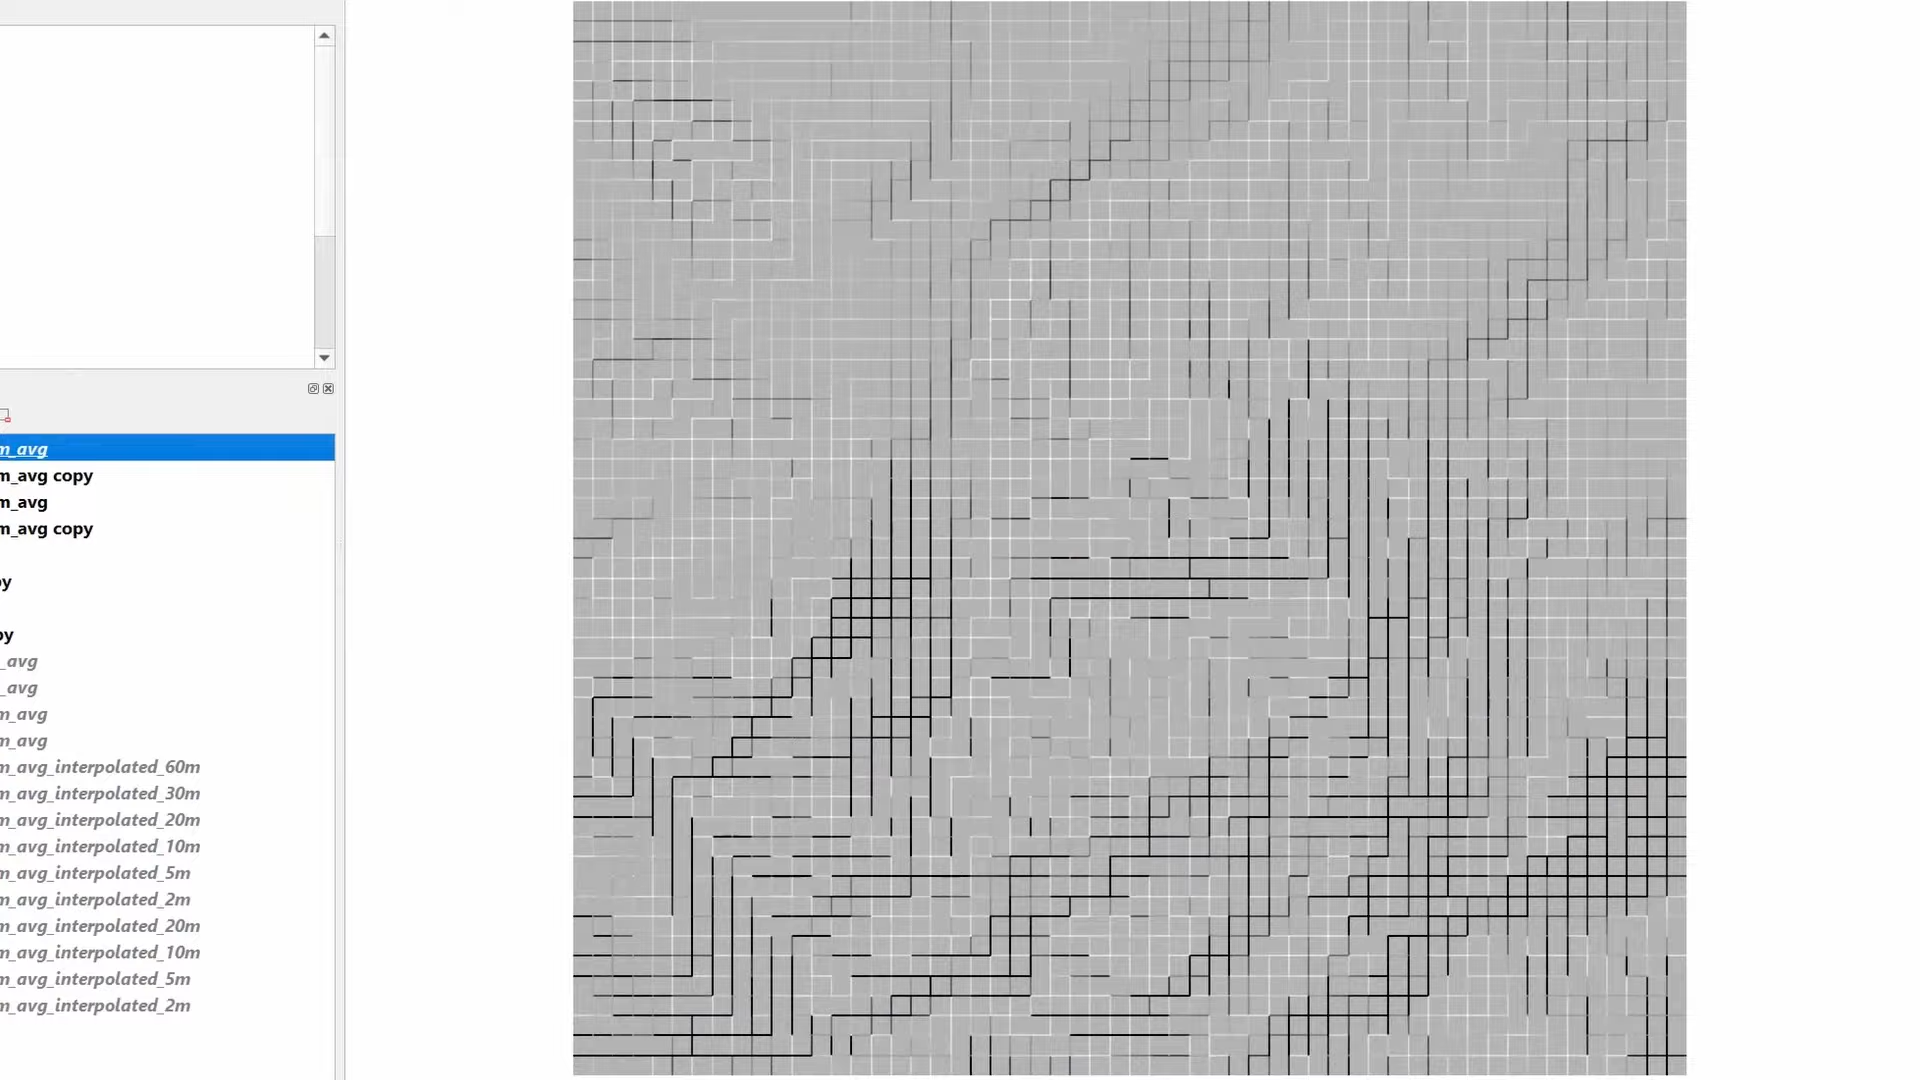 m_avg
m_avg copy
m_avg
m_avg copy
py
py
_avg
_avg
m_avg
m_avg
m_avg_interpolated_60m
m_avg_interpolated_30m
m_avg_interpolated_20m
m_avg_interpolated_10m
m_avg_interpolated_5m
m_avg_interpolated_2m
m_avg_interpolated_20m
m_avg_interpolated_10m
m_avg_interpolated_5m
m_avg_interpolated_2m